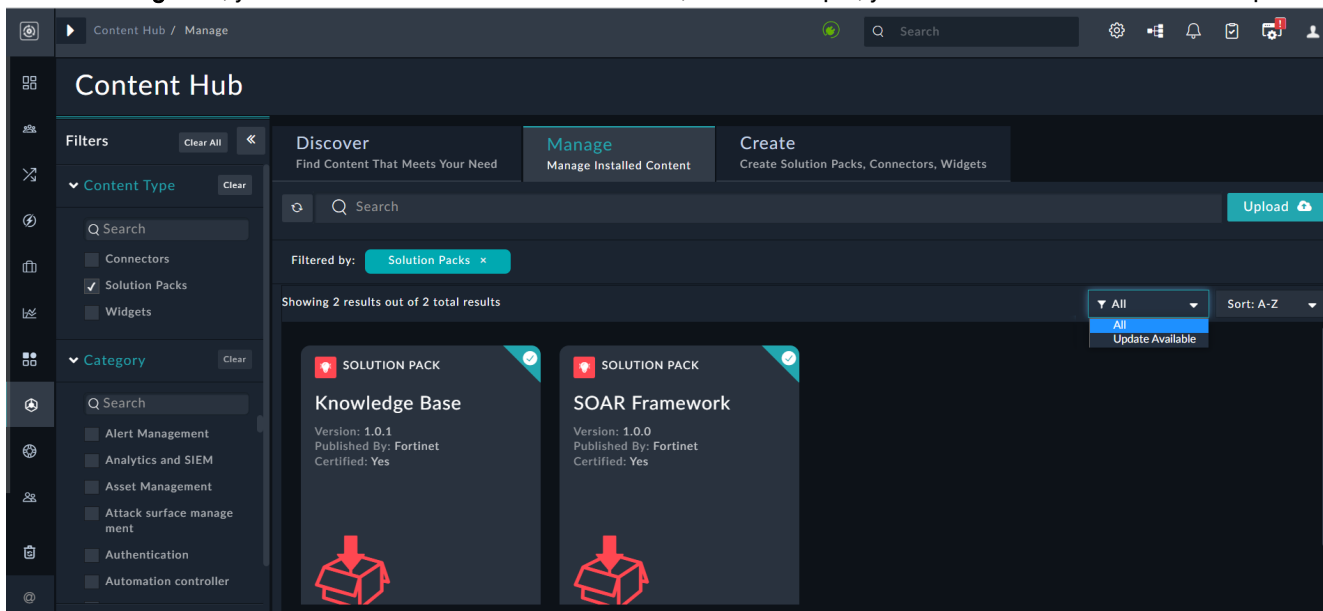 Content Hub / Manage
Search
Content Hub
Filters
Clear All
Discover
Find Content That Meets Your Need
Manage
Manage Installed Content
Create
Create Solution Packs, Connectors, Widgets
Content Type
Clear
Search
Connectors
Solution Packs
Widgets
Search
Upload
Filtered by:
Solution Packs ×
Showing 2 results out of 2 total results
All
Sort: A-Z
All
Update Available
Category
Clear
Search
Alert Management
Analytics and SIEM
Asset Management
Attack surface manage
ment
Authentication
Automation controller
SOLUTION PACK
Knowledge Base
Version: 1.0.1
Published By: Fortinet
Certified: Yes
SOLUTION PACK
SOAR Framework
Version: 1.0.0
Published By: Fortinet
Certified: Yes